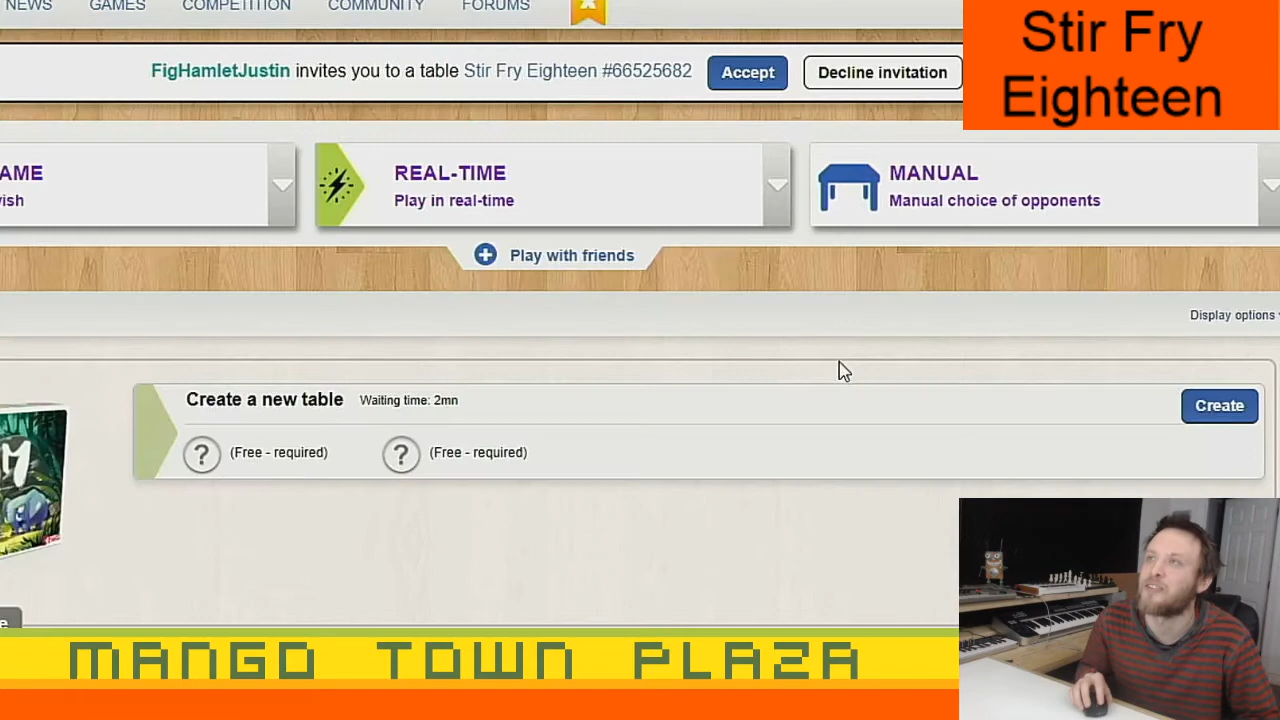 NEWS GAMES COMPETITION COMMUNITY FORUMS
Stir Fry
Eighteen
FigHamletJustin invites you to a table Stir Fry Eighteen #66525682 Accept Decline invitation
AME
ish
REAL-TIME
Play in real-time
MANUAL
Manual choice of opponents
Play with friends
Display options
Create a new table Waiting time: 2mn Create
? (Free - required) ? (Free - required)
M
e
MANGO TOWN PLAZA